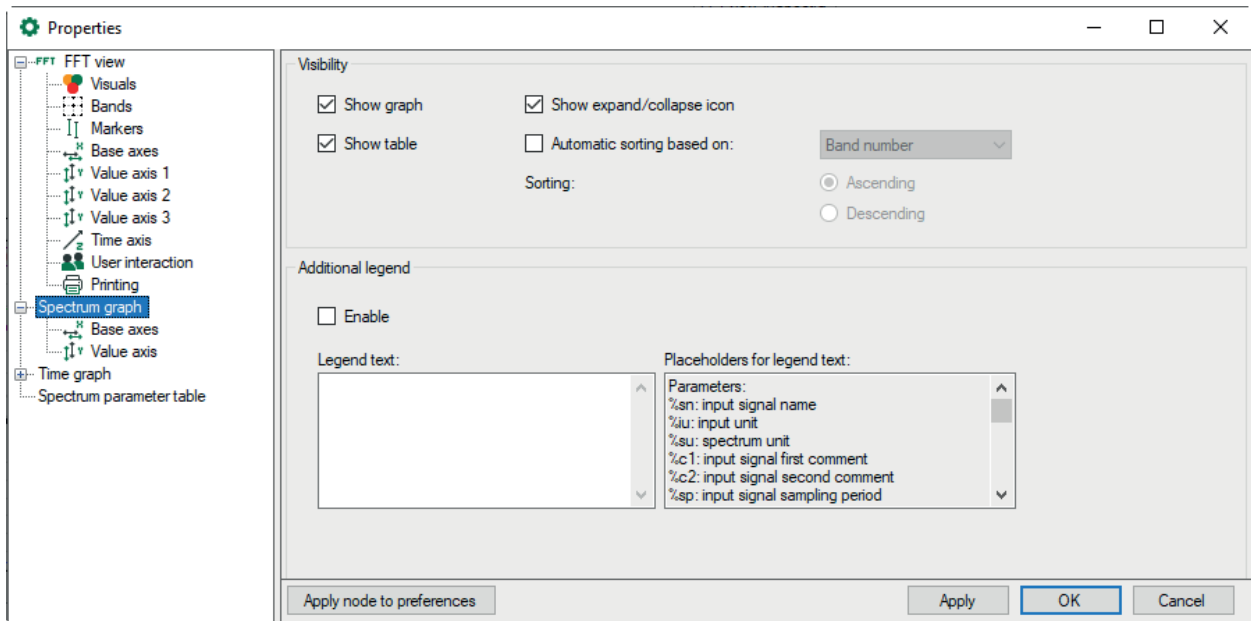 Properties
FFT FFT view
Visuals
Bands
Markers
X Base axes
Y Value axis 1
Y Value axis 2
Y Value axis 3
Z Time axis
User interaction
Printing
Spectrum graph
X Base axes
Y Value axis
Time graph
Spectrum parameter table
Visibility
Show graph
Show expand/collapse icon
Show table
Automatic sorting based on:
Band number
Sorting:
Ascending
Descending
Additional legend
Enable
Legend text:
Placeholders for legend text:
Parameters:
%sn: input signal name
%iu: input unit
%su: spectrum unit
%c1: input signal first comment
%c2: input signal second comment
%sp: input signal sampling period
Apply node to preferences
Apply
OK
Cancel